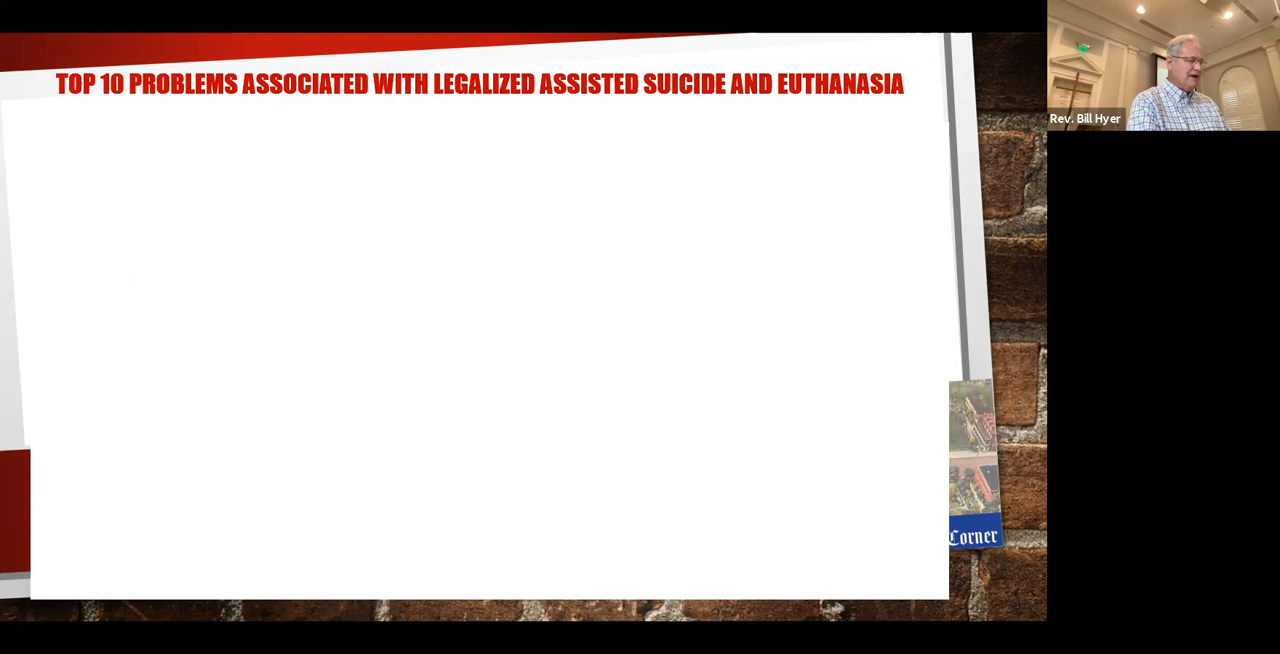 TOP 10 PROBLEMS ASSOCIATED WITH LEGALIZED ASSISTED SUICIDE AND EUTHANASIA
Rev. Bill Hyer
Corner